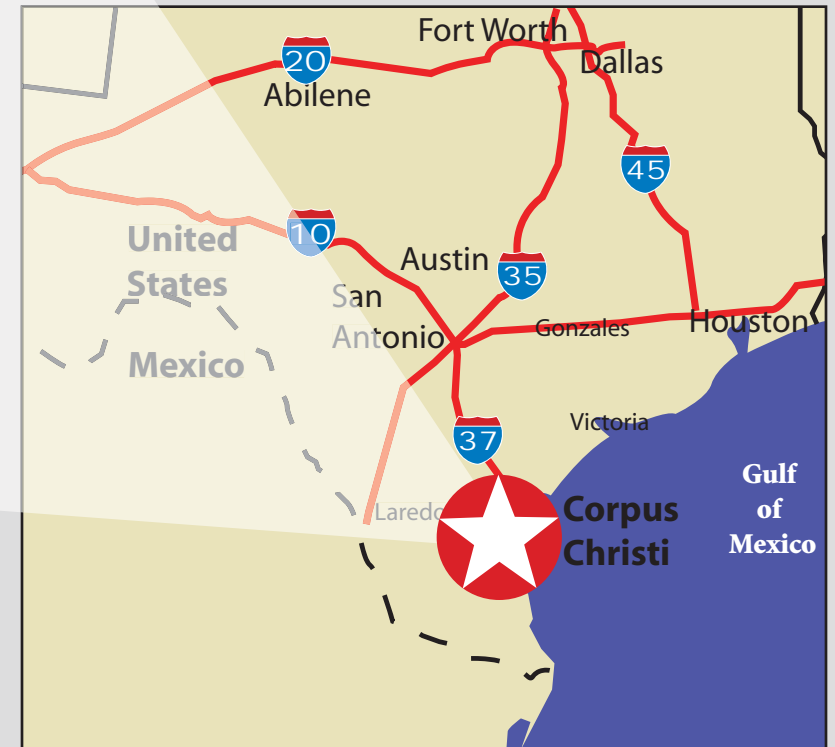 Fort Worth
20
Dallas
Abilene
45
10
United
States
Austin
35
San
Antonio
Gonzales
Houston
Mexico
Victoria
37
Gulf
of
Mexico
Laredo
Corpus
Christi